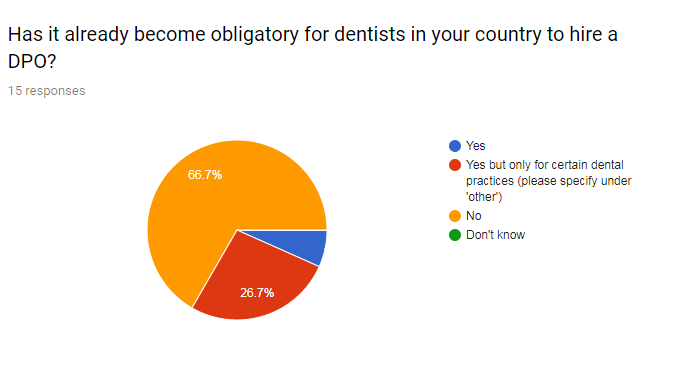 Has it already become obligatory for dentists in your country to hire a
DPO?
15 responses
66.7%
26.7%
Yes
Yes but only for certain dental
practices (please specify under
'other')
No
Don't know